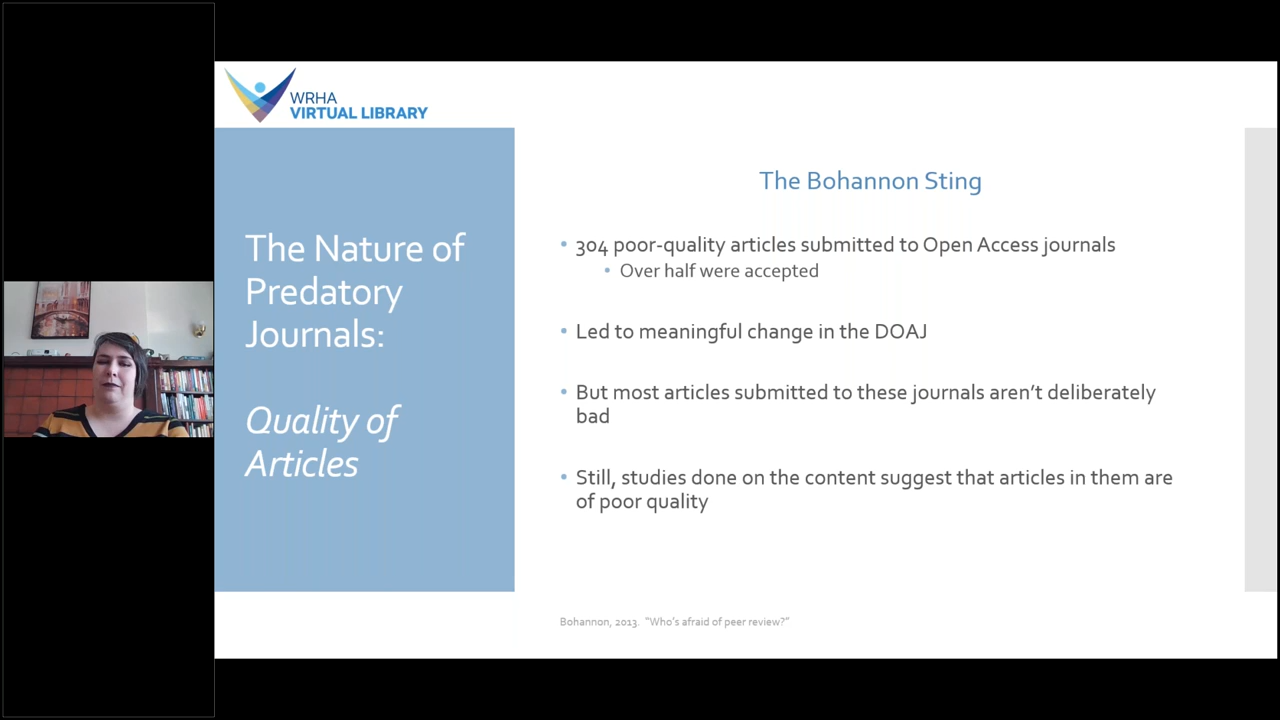 WRHA
VIRTUAL LIBRARY
The Nature of
Predatory
Journals:
Quality of
Articles
The Bohannon Sting
• 304 poor-quality articles submitted to Open Access journals
• Over half were accepted
• Led to meaningful change in the DOAJ
• But most articles submitted to these journals aren't deliberately
bad
• Still, studies done on the content suggest that articles in them are
of poor quality
Bohannon, 2013. "Who's afraid of peer review?"